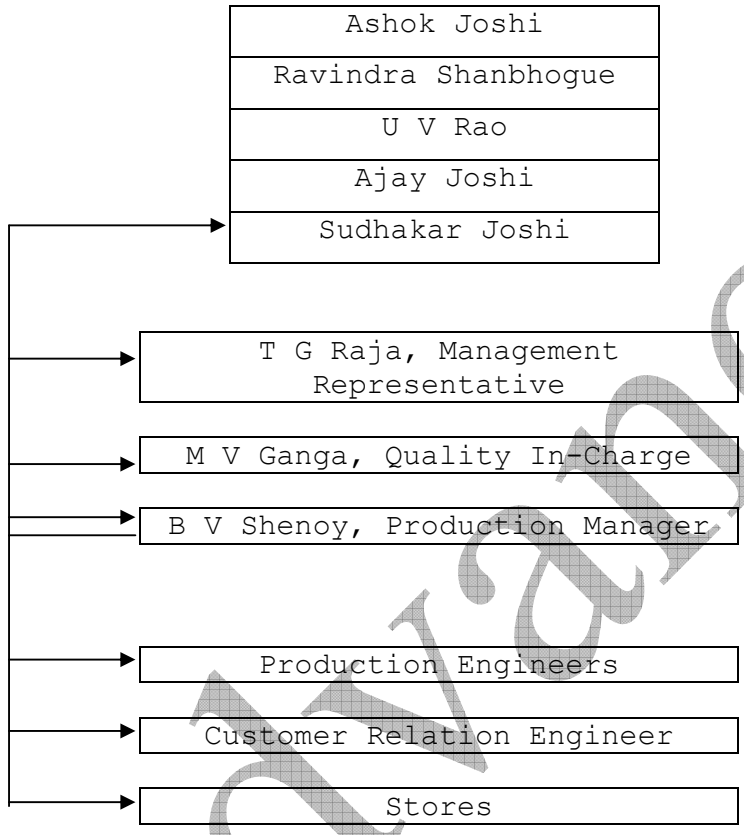 Ashok Joshi
Ravindra Shanbhogue
U V Rao
Ajay Joshi
Sudhakar Joshi
T G Raja, Management
Representative
M V Ganga, Quality In-Charge
B V Shenoy, Production Manager
Production Engineers
Customer Relation Engineer
Stores